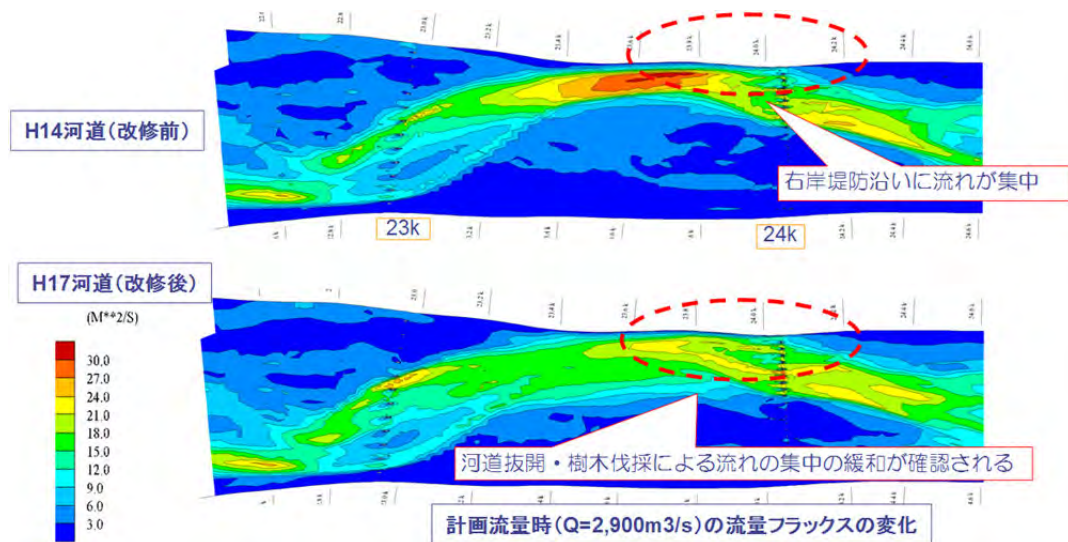 H14河道(改修前)
右岸堤防沿いに流れが集中
23k
24k
H17河道(改修後)
(M**2/S)
30.0
27.0
24.0
21.0
18.0
15.0
12.0
9.0
6.0
3.0
河道抜開・樹木伐採による流れの集中の緩和が確認される
計画流量時(Q=2,900m3/s)の流量フラックスの変化